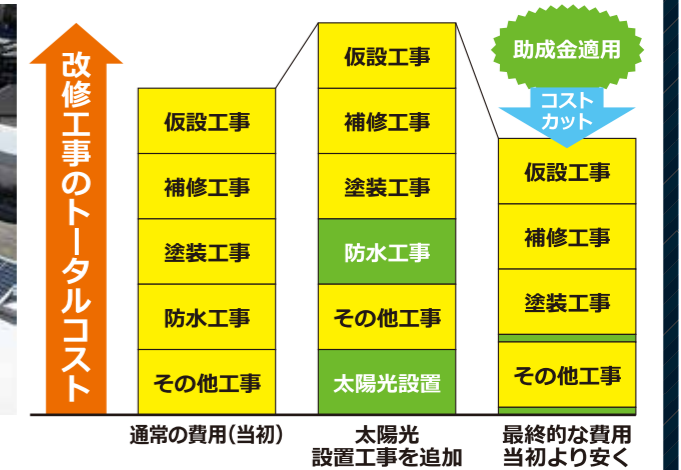 改修工事のトータルコスト
仮設工事
補修工事
塗装工事
防水工事
その他工事
通常の費用(当初)
仮設工事
補修工事
塗装工事
防水工事
その他工事
太陽光設置
太陽光
設置工事を追加
助成金適用
コスト
カット
仮設工事
補修工事
塗装工事
その他工事
最終的な費用
当初より安く